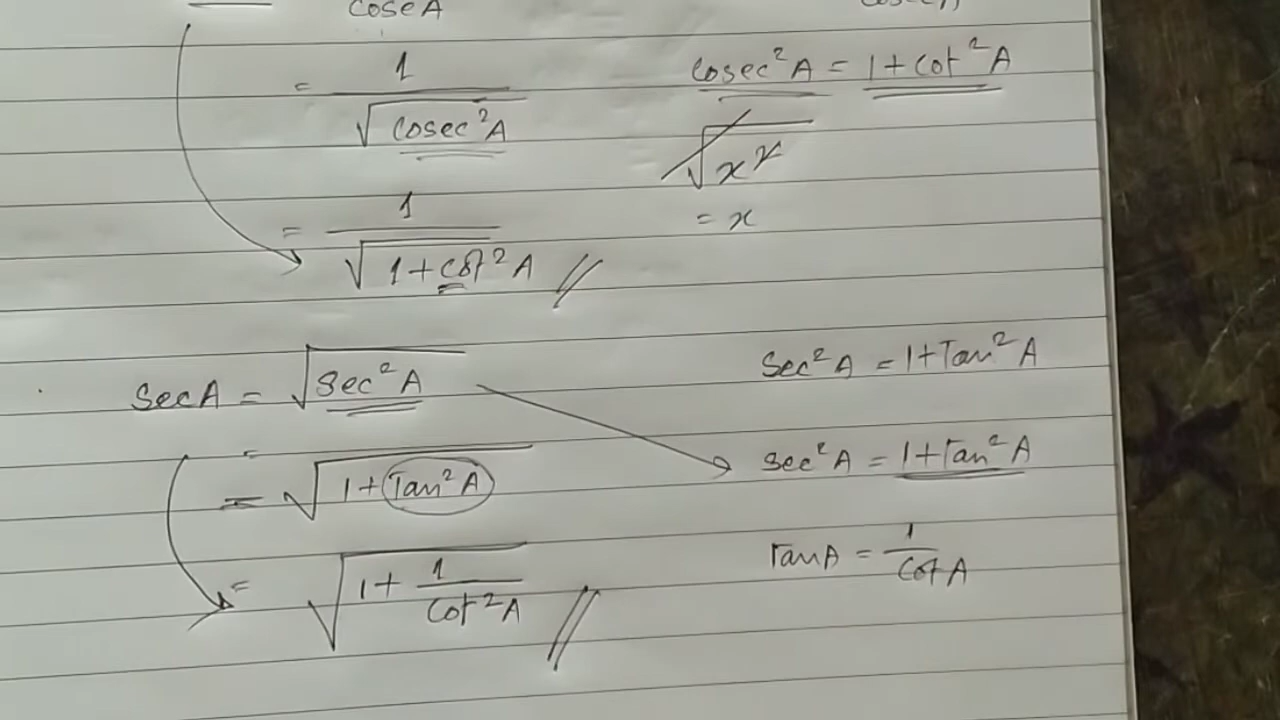 CoseA
= 1 / √cosec²A
cosec²A = 1+cot²A
√x²
= x
= 1 / √1+cot²A //
SecA = √sec²A
Sec²A = 1+Tan²A
= √1+Tan²A
sec²A = 1+Tan²A
TanA = 1 / CotA
= √1+ 1 / Cot²A //